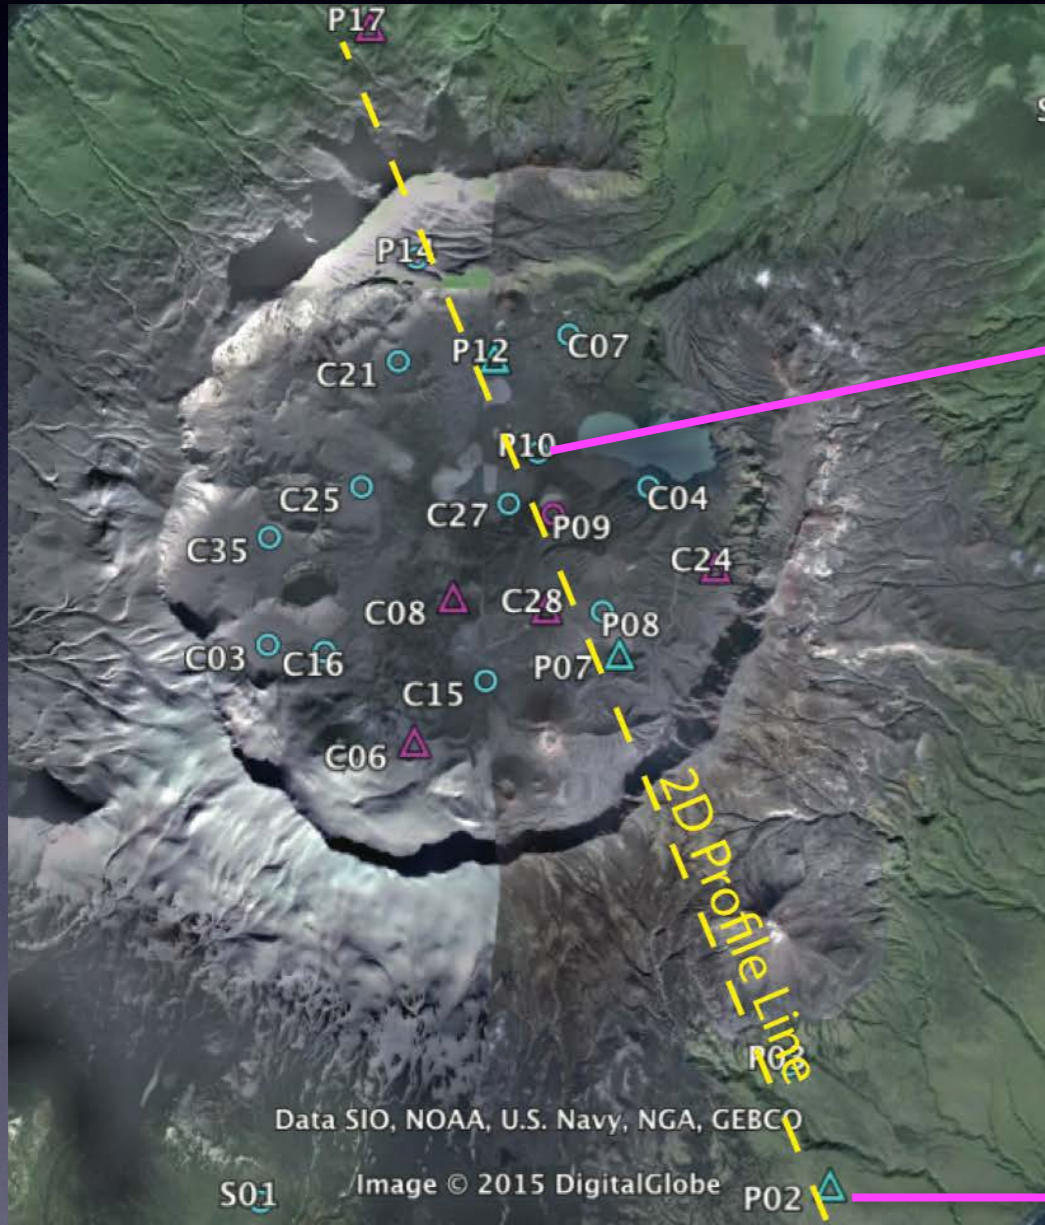 P17
S
P14
P12
C07
C21
P10
C25
C27
C04
P09
C35
C24
C08
C28
P08
C03
C16
P07
C15
C06
2D Profile Line
P03
Data SIO, NOAA, U.S. Navy, NGA, GEBCO
Image © 2015 DigitalGlobe
S01
P02